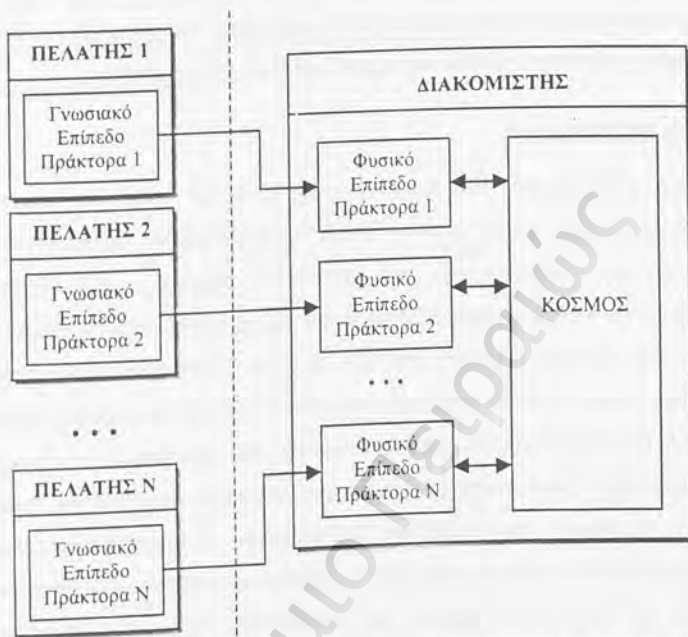 ΠΕΛΑΤΗΣ 1
Γνωσιακό
Επίπεδο
Πράκτορα 1
ΠΕΛΑΤΗΣ 2
Γνωσιακό
Επίπεδο
Πράκτορα 2
• • •
ΠΕΛΑΤΗΣ N
Γνωσιακό
Επίπεδο
Πράκτορα N
ΔΙΑΚΟΜΙΣΤΗΣ
Φυσικό
Επίπεδο
Πράκτορα 1
Φυσικό
Επίπεδο
Πράκτορα 2
• • •
Φυσικό
Επίπεδο
Πράκτορα N
ΚΟΣΜΟΣ
Πειραιώς